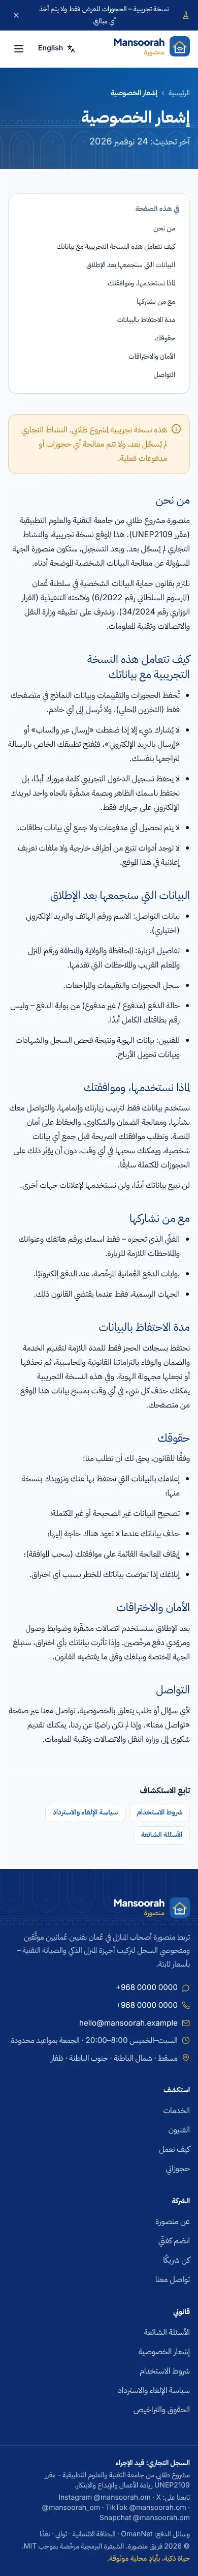 نسخة تجريبية – الحجوزات للعرض فقط ولا يتم أخذ
أي مبالغ.
Mansoorah
منصورة
English
الرئيسية
إشعار الخصوصية
إشعار الخصوصية
آخر تحديث: 24 نوفمبر 2026
في هذه الصفحة
من نحن
كيف تتعامل هذه النسخة التجريبية مع بياناتك
البيانات التي سنجمعها بعد الإطلاق
لماذا نستخدمها، وموافقتك
مع من نشاركها
مدة الاحتفاظ بالبيانات
حقوقك
الأمان والاختراقات
التواصل
هذه نسخة تجريبية لمشروع طلابي. النشاط التجاري
لم يُسجَّل بعد، ولا تتم معالجة أي حجوزات أو
مدفوعات فعلية.
من نحن
منصورة مشروع طلابي من جامعة التقنية والعلوم التطبيقية
(مقرر UNEP2109). هذا الموقع نسخة تجريبية، ومشروعنا
التجاري لم يُسجَّل بعد. وبعد التسجيل، ستكون منصورة الجهة
المسؤولة عن معالجة البيانات الشخصية الموضحة أدناه.
نلتزم بقانون حماية البيانات الشخصية في سلطنة عُمان
(المرسوم السلطاني رقم 6/2022) ولائحته التنفيذية (القرار
الوزاري رقم 34/2024)، وتشرف على تطبيقه وزارة النقل
والاتصالات وتقنية المعلومات.
كيف تتعامل هذه النسخة
التجريبية مع بياناتك
تُحفظ الحجوزات والتقييمات وبيانات النماذج في متصفحك
فقط (التخزين المحلي)، ولا تُرسل إلى أي خادم.
لا يُشارك شيء إلا إذا ضغطت «إرسال عبر واتساب» أو
«إرسال بالبريد الإلكتروني»، فيُفتح تطبيقك الخاص بالرسالة
لتراجعها بنفسك.
لا يحفظ تسجيل الدخول التجريبي كلمة مرورك أبدًا، بل
نحتفظ باسمك الظاهر وبصمة مشفّرة باتجاه واحد لبريدك
الإلكتروني على جهازك فقط.
لا يتم تحصيل أي مدفوعات ولا جمع أي بيانات بطاقات.
لا توجد أدوات تتبع من أطراف خارجية ولا ملفات تعريف
إعلانية في هذا الموقع.
البيانات التي سنجمعها بعد الإطلاق
بيانات التواصل: الاسم ورقم الهاتف والبريد الإلكتروني
(اختياري).
تفاصيل الزيارة: المحافظة والولاية والمنطقة ورقم المنزل
والمعلم القريب والملاحظات التي تقدمها.
سجل الحجوزات والتقييمات والمراجعات.
حالة الدفع (مدفوع / غير مدفوع) من بوابة الدفع – وليس
رقم بطاقتك الكامل أبدًا.
للفنيين: بيانات الهوية ونتيجة فحص السجل والشهادات
وبيانات تحويل الأرباح.
لماذا نستخدمها، وموافقتك
نستخدم بياناتك فقط لترتيب زيارتك وإتمامها، والتواصل معك
بشأنها، ومعالجة الضمان والشكاوى، والحفاظ على أمان
المنصة. ونطلب موافقتك الصريحة قبل معالجة أي بيانات
شخصية، ويمكنك سحبها في أي وقت، دون أن يؤثر ذلك على
الحجوزات المكتملة سابقًا.
لن نبيع بياناتك أبدًا، ولن نستخدمها لإعلانات جهات أخرى.
مع من نشاركها
الفنّي الذي تحجزه – فقط اسمك ورقم هاتفك وعنوانك
والملاحظات اللازمة للزيارة.
بوابات الدفع العُمانية المرخّصة، عند الدفع إلكترونيًا.
الجهات الرسمية، فقط عندما يقتضي القانون ذلك.
مدة الاحتفاظ بالبيانات
نحتفظ بسجلات الحجز فقط للمدة اللازمة لتقديم الخدمة
والضمان والوفاء بالتزاماتنا القانونية والمحاسبية، ثم نحذفها
أو نجعلها مجهولة الهوية. وفي هذه النسخة التجريبية
يمكنك حذف كل شيء في أي وقت بمسح بيانات هذا الموقع
من متصفحك.
حقوقك
وفقًا للقانون، يحق لك أن تطلب منا:
إعلامك بالبيانات التي نحتفظ بها عنك وتزويدك بنسخة
منها؛
تصحيح البيانات غير الصحيحة أو غير المكتملة؛
حذف بياناتك عندما لا تعود هناك حاجة إليها؛
إيقاف المعالجة القائمة على موافقتك (سحب الموافقة)؛
إبلاغك إذا تعرّضت بياناتك للخطر بسبب أي اختراق.
الأمان والاختراقات
بعد الإطلاق سنستخدم اتصالات مشفّرة وضوابط وصول
ومزوّدي دفع مرخّصين. وإذا تأثرت بياناتك بأي اختراق، سنبلغ
الجهة المختصة ونبلغك وفق ما يقتضيه القانون.
التواصل
لأي سؤال أو طلب يتعلق بالخصوصية، تواصل معنا عبر صفحة
«تواصل معنا». وإذا لم تكن راضيًا عن ردنا، يمكنك تقديم
شكوى إلى وزارة النقل والاتصالات وتقنية المعلومات.
تابع الاستكشاف
شروط الاستخدام
سياسة الإلغاء والاسترداد
الأسئلة الشائعة
Mansoorah
منصورة
تربط منصورة أصحاب المنازل في عُمان بفنيين عُمانيين موثَّقين
ومفحوصي السجل لتركيب أجهزة المنزل الذكي والصيانة التقنية –
بأسعار ثابتة.
+968 0000 0000
+968 0000 0000
hello@mansoorah.example
السبت–الخميس 8:00–20:00 · الجمعة بمواعيد محدودة
مسقط · شمال الباطنة · جنوب الباطنة · ظفار
استكشف
الخدمات
الفنيون
كيف نعمل
حجوزاتي
الشركة
عن منصورة
انضم كفنّي
كن شريكًا
تواصل معنا
قانوني
الأسئلة الشائعة
إشعار الخصوصية
شروط الاستخدام
سياسة الإلغاء والاسترداد
الحقوق والتراخيص
السجل التجاري: قيد الإجراء
مشروع طلابي من جامعة التقنية والعلوم التطبيقية – مقرر
UNEP2109 ريادة الأعمال والإبداع والابتكار.
تابعنا على: Instagram @mansoorah.om · X
@mansoorah_om · TikTok @mansoorah.om ·
Snapchat @mansoorah.om
وسائل الدفع: OmanNet · البطاقة الائتمانية · ثواني · نقدًا
© 2026 فريق منصورة. الشيفرة البرمجية مرخّصة بموجب MIT.
حياة ذكية، بأيادٍ محلية موثوقة.